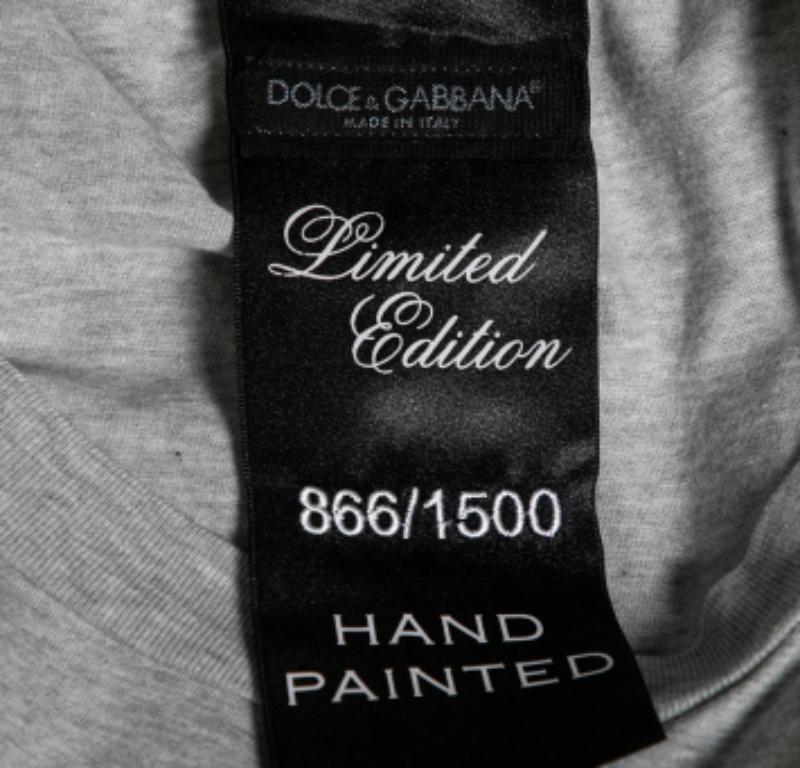 DOLCE & GABBANA®
MADE IN ITALY
Limited
Edition
866/1500
HAND
PAINTED